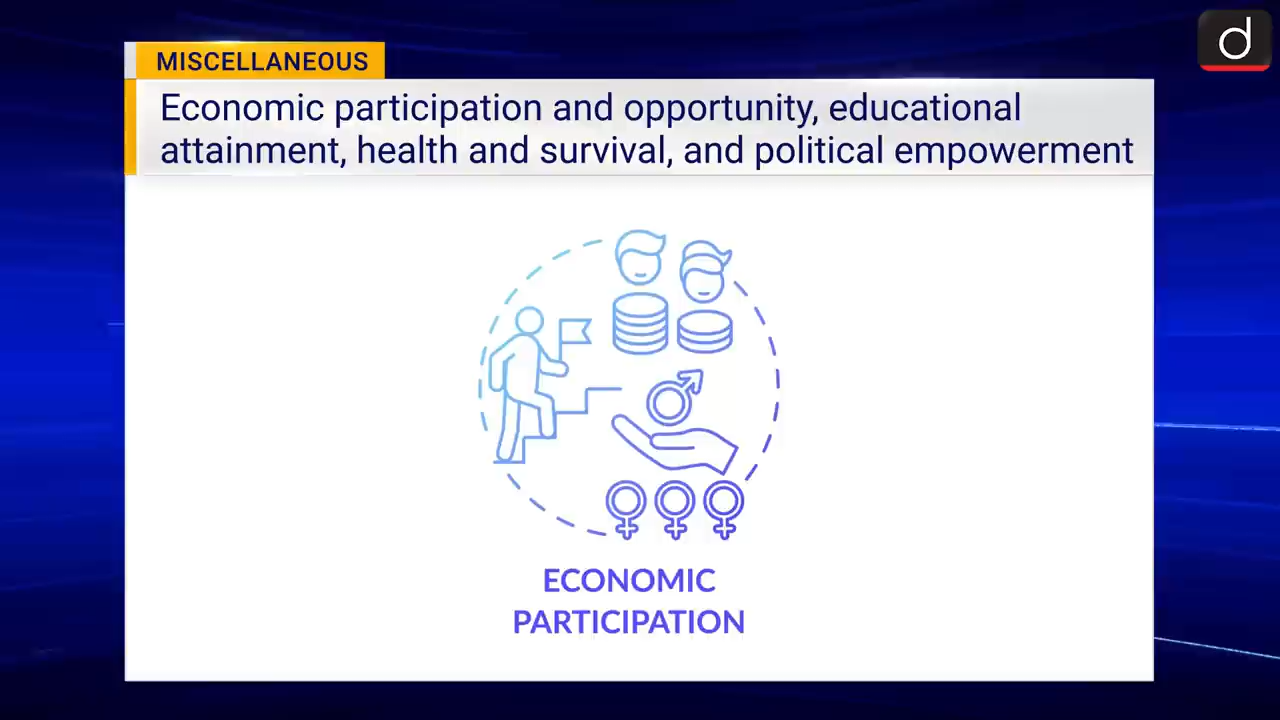 d
MISCELLANEOUS
Economic participation and opportunity, educational
attainment, health and survival, and political empowerment
ECONOMIC
PARTICIPATION